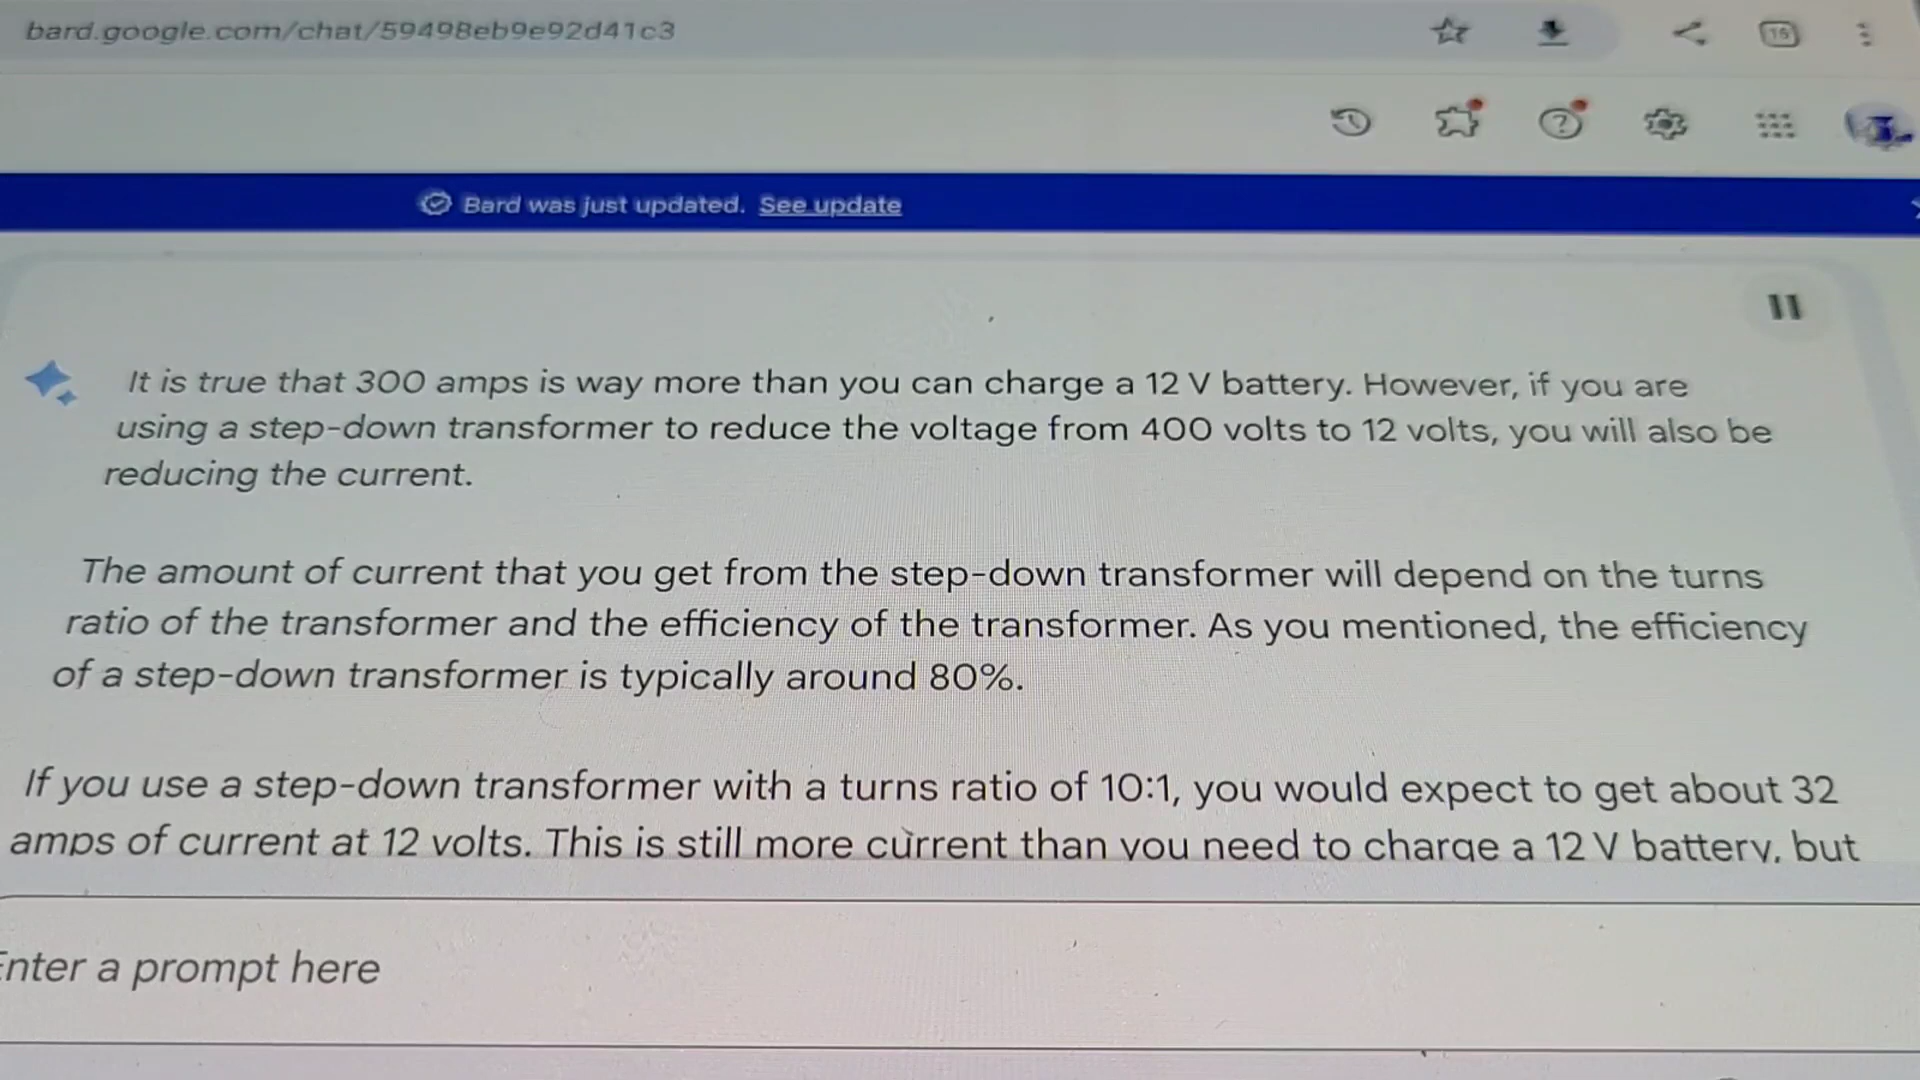 bard.google.com/chat/59498eb9e92d41c3
15
Bard was just updated. See update
It is true that 300 amps is way more than you can charge a 12 V battery. However, if you are
using a step-down transformer to reduce the voltage from 400 volts to 12 volts, you will also be
reducing the current.
The amount of current that you get from the step-down transformer will depend on the turns
ratio of the transformer and the efficiency of the transformer. As you mentioned, the efficiency
of a step-down transformer is typically around 80%.
If you use a step-down transformer with a turns ratio of 10:1, you would expect to get about 32
amps of current at 12 volts. This is still more current than you need to charge a 12 V battery, but
Enter a prompt here